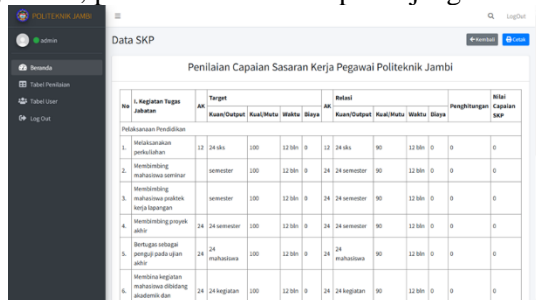 POLITEKNIK JAMBI
LogOut
admin
Data SKP
Kembali
Cetak
Beranda
Tabel Penilaian
Tabel User
Log Out
Penilaian Capaian Sasaran Kerja Pegawai Politeknik Jambi
No I. Kegiatan Tugas Jabatan AK Target AK Relasi Penghitungan Nilai Capaian SKP
Kuan/Output Kual/Mutu Waktu Biaya Kuan/Output Kual/Mutu Waktu Biaya
Pelaksanaan Pendidikan
1. Melaksanakan perkuliahan 12 24 sks 100 12 bln 0 12 24 sks 90 12 bln 0 0 0
2. Membimbing mahasiswa seminar semester 100 12 bln 0 24 24 semester 90 12 bln 0 0 0
3. Membimbing mahasiswa praktek kerja lapangan semester 100 12 bln 0 24 24 semester 90 12 bln 0 0 0
4. Membimbing proyek akhir 24 24 semester 100 12 bln 0 24 24 semester 90 12 bln 0 0 0
5. Bertugas sebagai penguji pada ujian akhir 24 24 mahasiswa 100 12 bln 0 24 24 mahasiswa 90 12 bln 0 0 0
6. Membina kegiatan mahasiswa dibidang akademik dan 24 24 kegiatan 100 12 bln 0 24 24 kegiatan 90 12 bln 0 0 0